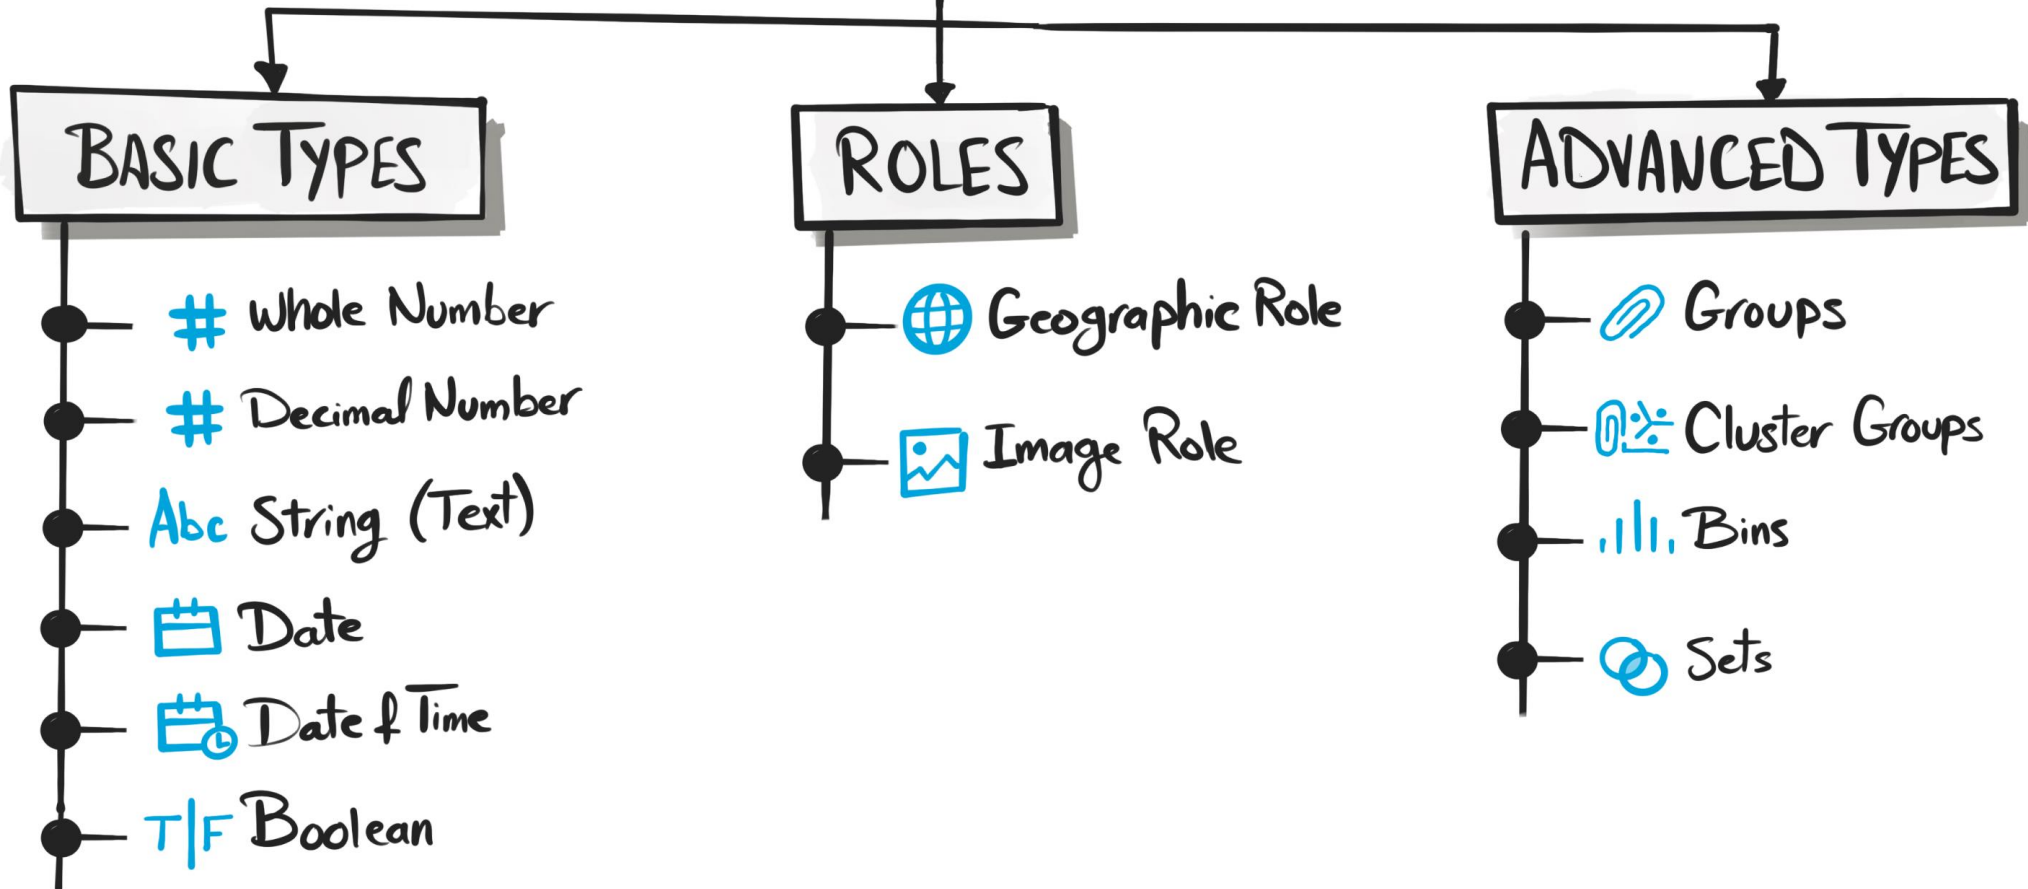 BASIC TYPES
# Whole Number
# Decimal Number
Abc String (Text)
Date
Date & Time
T|F Boolean
ROLES
Geographic Role
Image Role
ADVANCED TYPES
Groups
Cluster Groups
Bins
Sets